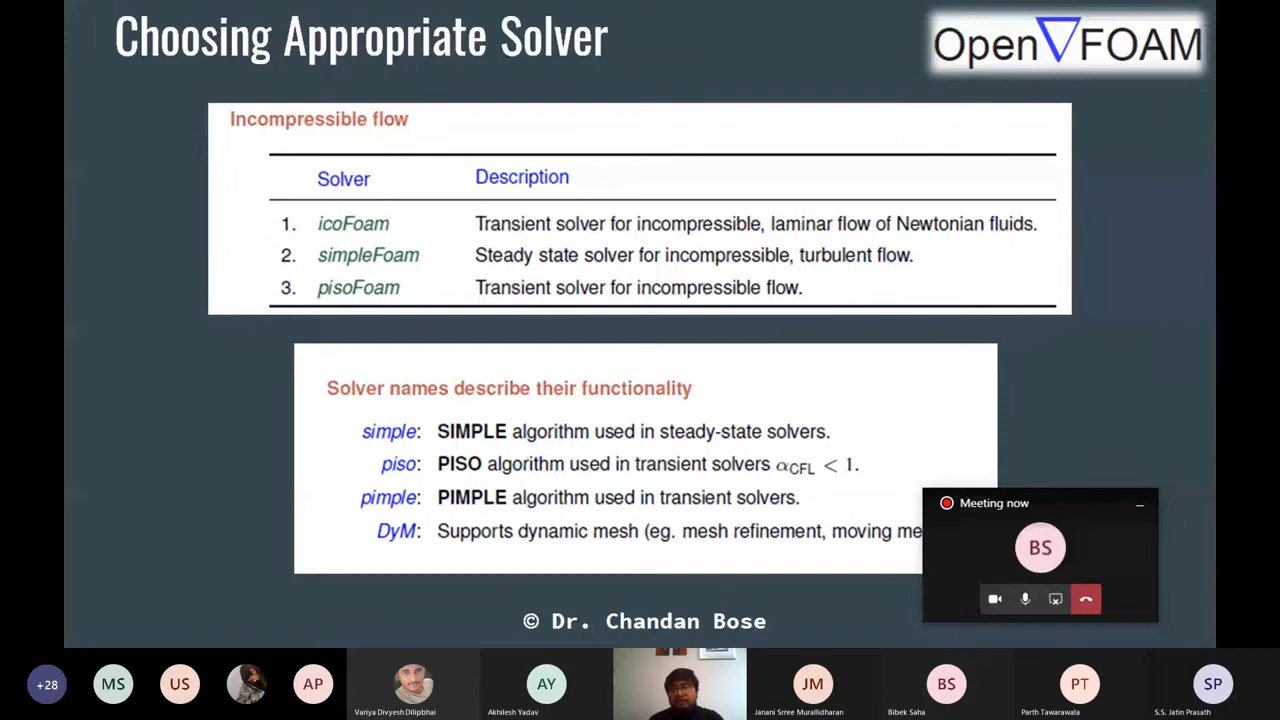 Choosing Appropriate Solver
Open∇FOAM
Incompressible flow
Solver Description
1. icoFoam Transient solver for incompressible, laminar flow of Newtonian fluids.
2. simpleFoam Steady state solver for incompressible, turbulent flow.
3. pisoFoam Transient solver for incompressible flow.
Solver names describe their functionality
simple: SIMPLE algorithm used in steady-state solvers.
piso: PISO algorithm used in transient solvers αCFL < 1.
pimple: PIMPLE algorithm used in transient solvers.
DyM: Supports dynamic mesh (eg. mesh refinement, moving me
Meeting now
BS
© Dr. Chandan Bose
+28 MS US AP AY JM BS PT SP
Variya Divyesh Dilipbhai Akhilesh Yadav Janani Srree Murallidharan Bibek Saha Parth Tawarawala S.S. Jatin Prasath